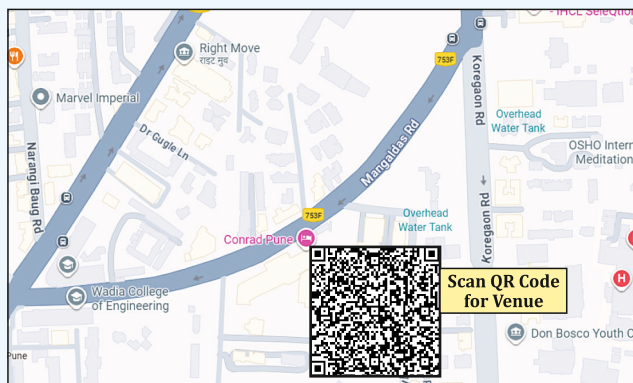 - IHCL SeleQtion
Right Move
राइट मुव
753F
Marvel Imperial
Koregaon Rd
Overhead
Water Tank
Dr Gugle Ln
Mangaldas Rd
OSHO Intern
Meditation
Narangi Baug Rd
753F
Overhead
Water Tank
Conrad Pune
Koregaon Rd
Scan QR Code
for Venue
Wadia College
of Engineering
H
Don Bosco Youth C
Pune